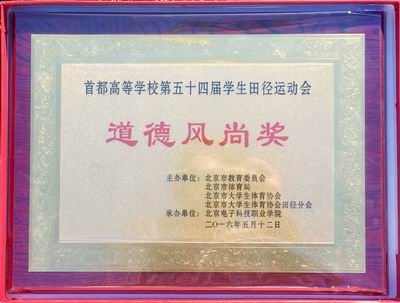 首都高等学校第五十四届学生田径运动会
道德风尚奖
主办单位：北京市教育委员会
北京市体育局
北京市大学生体育协会
北京市大学生体育协会田径分会
承办单位：北京电子科技职业学院
二〇一六年五月十二日